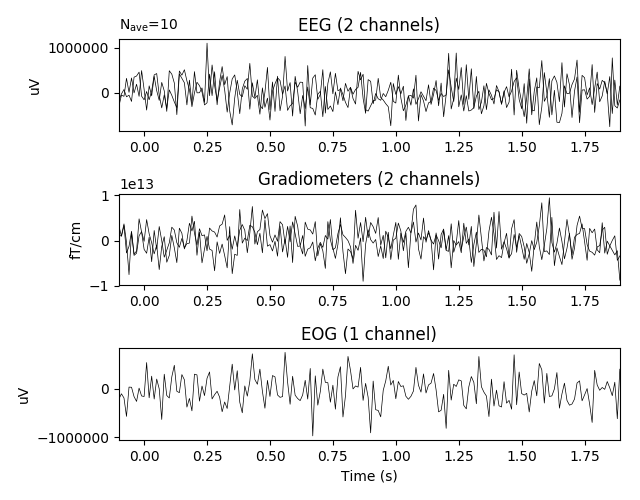 N_ave=10
EEG (2 channels)
1000000
0
uV
0.00 0.25 0.50 0.75 1.00 1.25 1.50 1.75
1e13
Gradiometers (2 channels)
1
0
−1
fT/cm
0.00 0.25 0.50 0.75 1.00 1.25 1.50 1.75
EOG (1 channel)
0
−1000000
uV
0.00 0.25 0.50 0.75 1.00 1.25 1.50 1.75
Time (s)